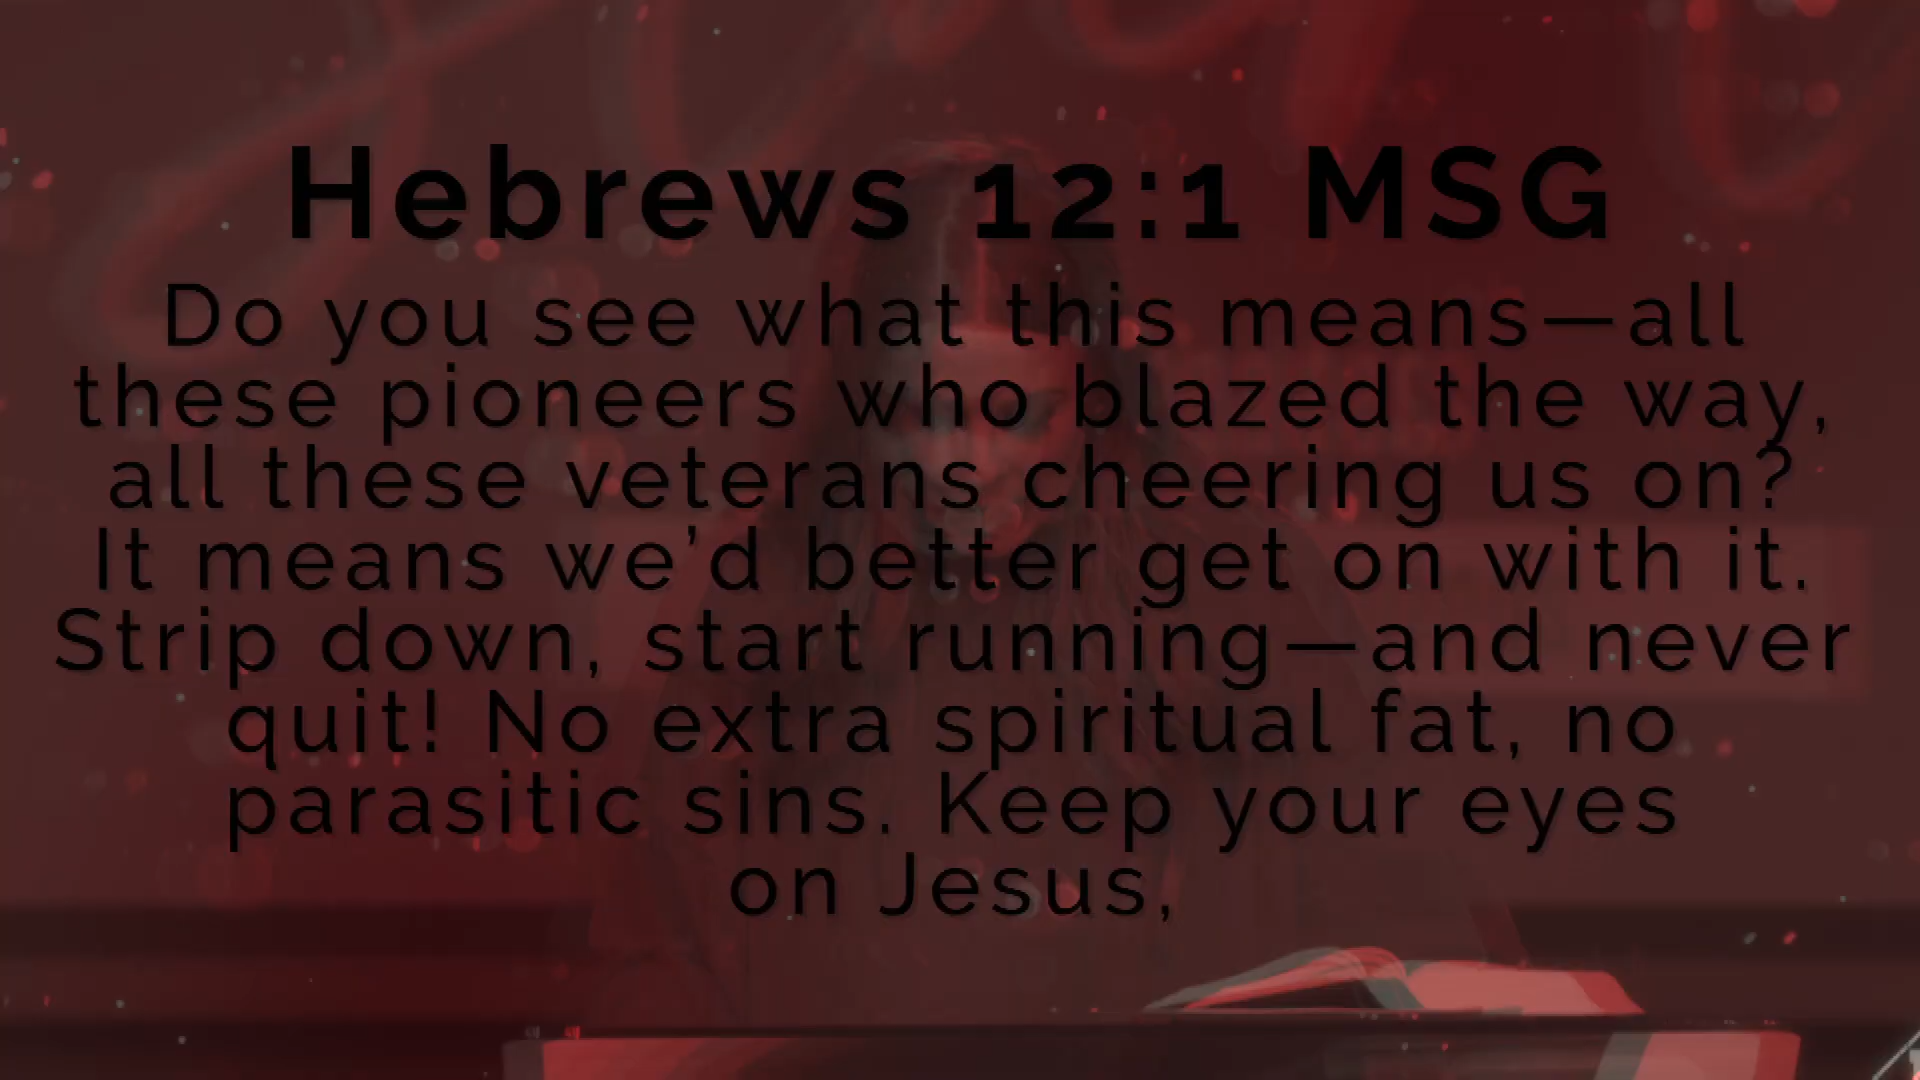 Hebrews 12:1 MSG
Do you see what this means—all
these pioneers who blazed the way,
all these veterans cheering us on?
It means we’d better get on with it.
Strip down, start running—and never
quit! No extra spiritual fat, no
parasitic sins. Keep your eyes
on Jesus,